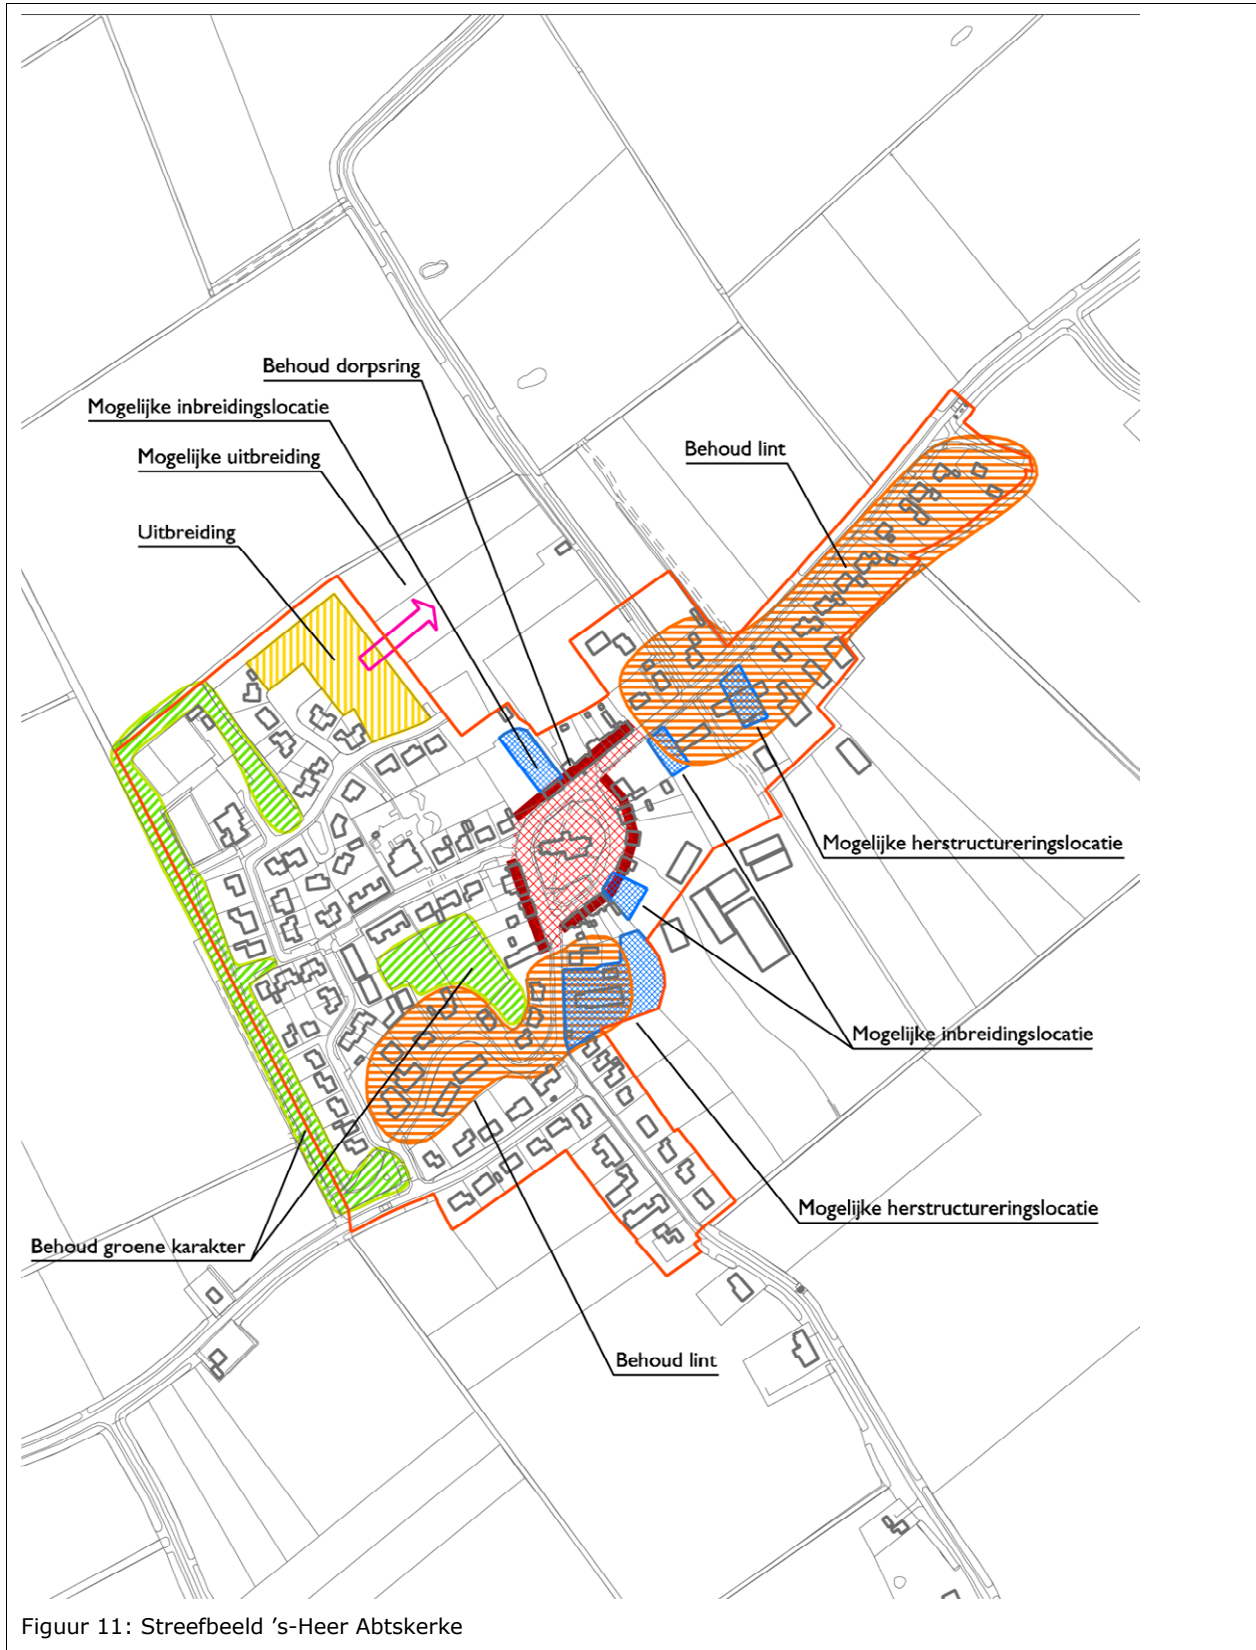 Behoud dorpsring
Mogelijke inbreidingslocatie
Behoud lint
Mogelijke uitbreiding
Uitbreiding
Mogelijke herstructureringslocatie
Mogelijke inbreidingslocatie
Mogelijke herstructureringslocatie
Behoud groene karakter
Behoud lint
Figuur 11: Streefbeeld ’s-Heer Abtskerke